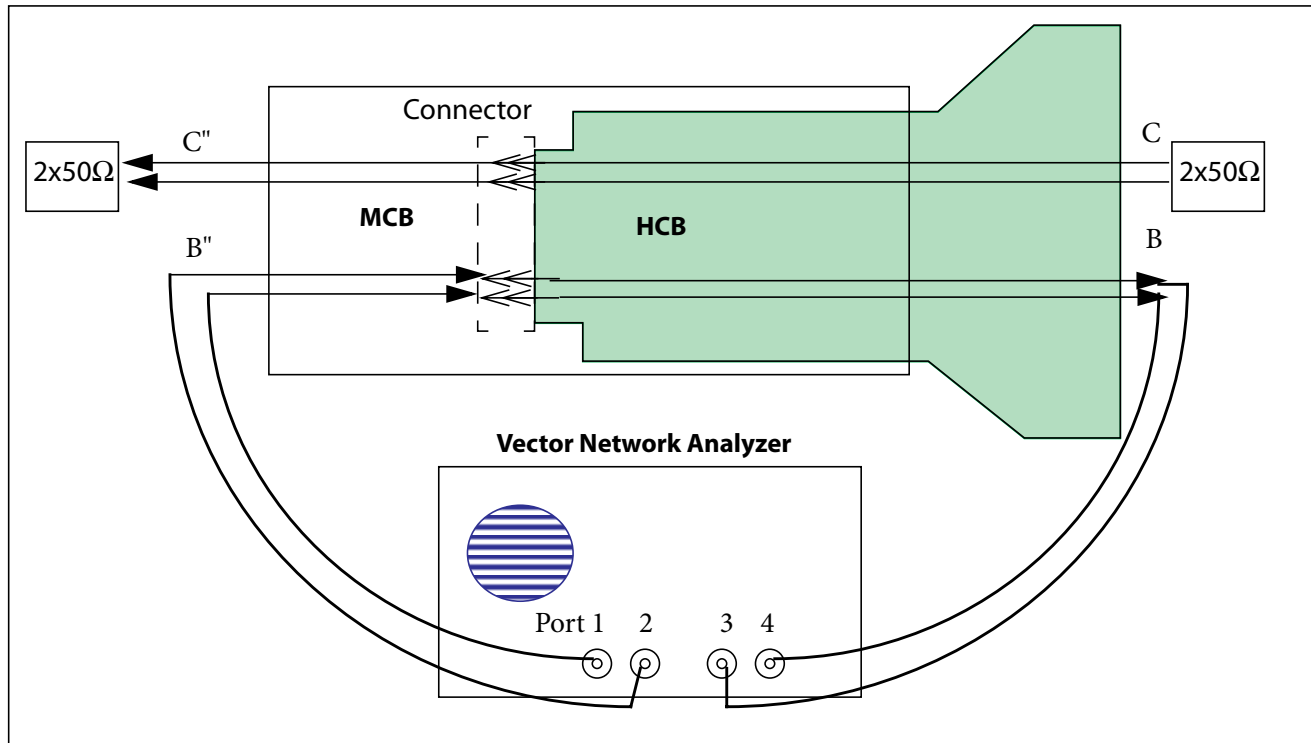 Connector
C"
C
2x50Ω
2x50Ω
MCB
HCB
B"
B
Vector Network Analyzer
Port 1 2 3 4